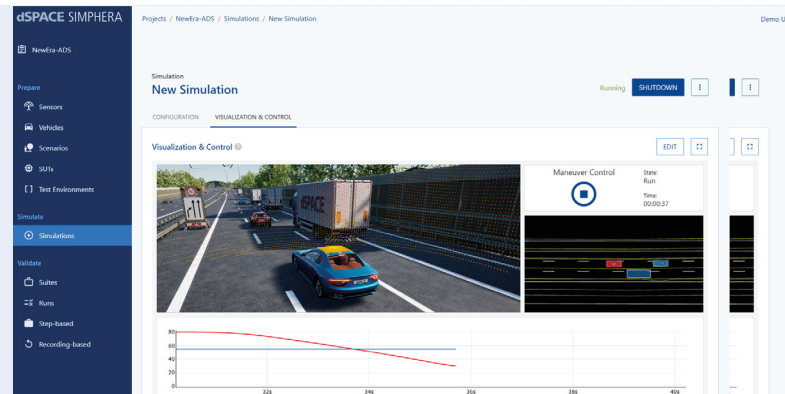 dSPACE SIMPHERA
Projects / NewEra-ADS / Simulations / New Simulation
Demo U
NewEra-ADS
Prepare
Sensors
Vehicles
Scenarios
SUTs
Test Environments
Simulate
Simulations
Validate
Suites
Runs
Step-based
Recording-based
Simulation
New Simulation
Running
SHUTDOWN
CONFIGURATION VISUALIZATION & CONTROL
Visualization & Control
EDIT
dSPACE
Maneuver Control
State:
Run
Time:
00:00:37
80
60
40
20
0
32s 34s 36s 38s 40s